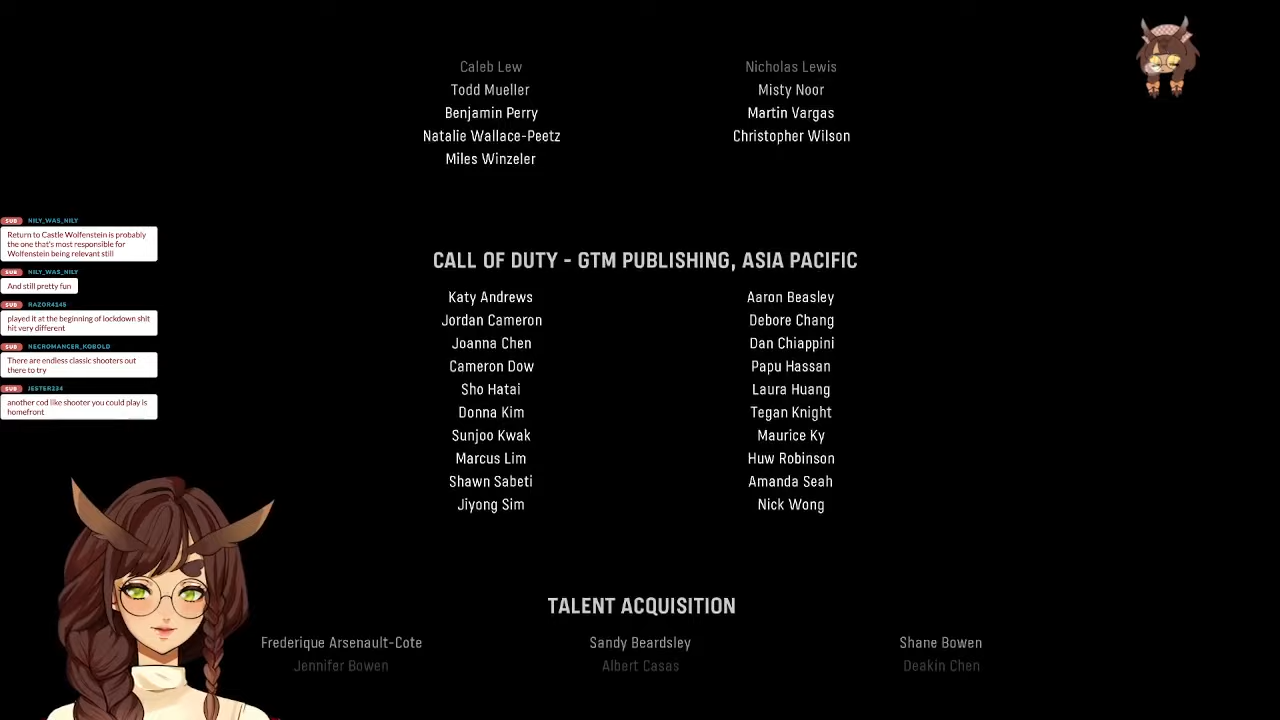 Caleb Lew Nicholas Lewis
Todd Mueller Misty Noor
Benjamin Perry Martin Vargas
Natalie Wallace-Peetz Christopher Wilson
Miles Winzeler
SUB NILY_WAS_NILY
Return to Castle Wolfenstein is probably
the one that's most responsible for
Wolfenstein being relevant still
SUB NILY_WAS_NILY
And still pretty fun
SUB RAZOR4145
played it at the beginning of lockdown shit
hit very different
SUB NECROMANCER_KOBOLD
There are endless classic shooters out
there to try
SUB JESTER234
another cod like shooter you could play is
homefront
CALL OF DUTY - GTM PUBLISHING, ASIA PACIFIC
Katy Andrews Aaron Beasley
Jordan Cameron Debore Chang
Joanna Chen Dan Chiappini
Cameron Dow Papu Hassan
Sho Hatai Laura Huang
Donna Kim Tegan Knight
Sunjoo Kwak Maurice Ky
Marcus Lim Huw Robinson
Shawn Sabeti Amanda Seah
Jiyong Sim Nick Wong
TALENT ACQUISITION
Frederique Arsenault-Cote Sandy Beardsley Shane Bowen
Jennifer Bowen Albert Casas Deakin Chen